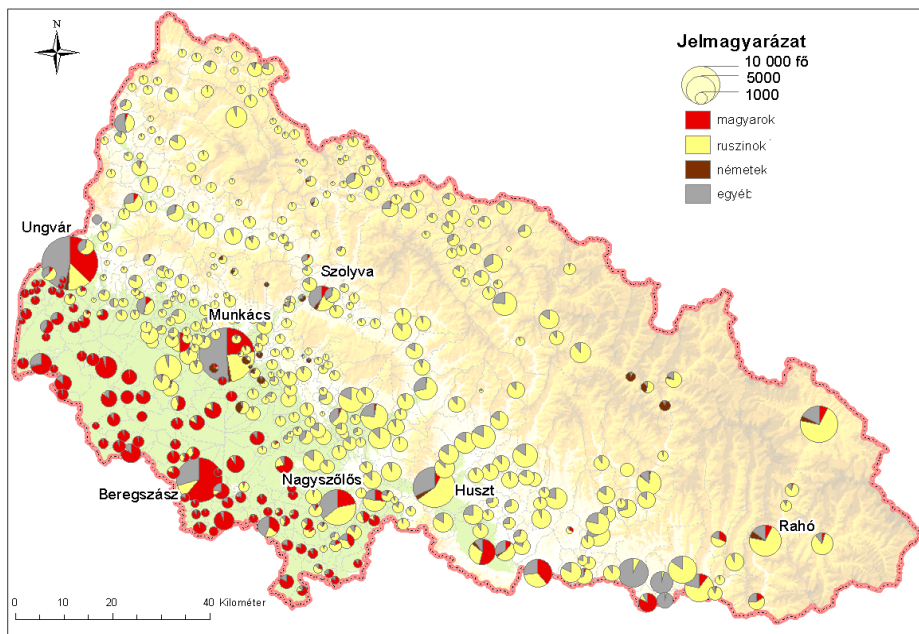 N
Jelmagyarázat
10 000 fő
5000
1000
magyarok
ruszinok
németek
egyéb
Ungvár
Szolyva
Munkács
Beregszász
Nagyszőlős
Huszt
Rahó
0 10 20 40 Kilométer